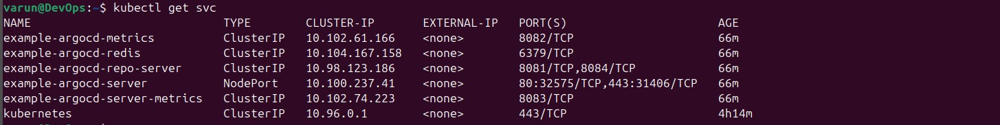 varun@DevOps:~$ kubectl get svc
NAME TYPE CLUSTER-IP EXTERNAL-IP PORT(S) AGE
example-argocd-metrics ClusterIP 10.102.61.166 <none> 8082/TCP 66m
example-argocd-redis ClusterIP 10.104.167.158 <none> 6379/TCP 66m
example-argocd-repo-server ClusterIP 10.98.123.186 <none> 8081/TCP,8084/TCP 66m
example-argocd-server NodePort 10.100.237.41 <none> 80:32575/TCP,443:31406/TCP 66m
example-argocd-server-metrics ClusterIP 10.102.74.223 <none> 8083/TCP 66m
kubernetes ClusterIP 10.96.0.1 <none> 443/TCP 4h14m